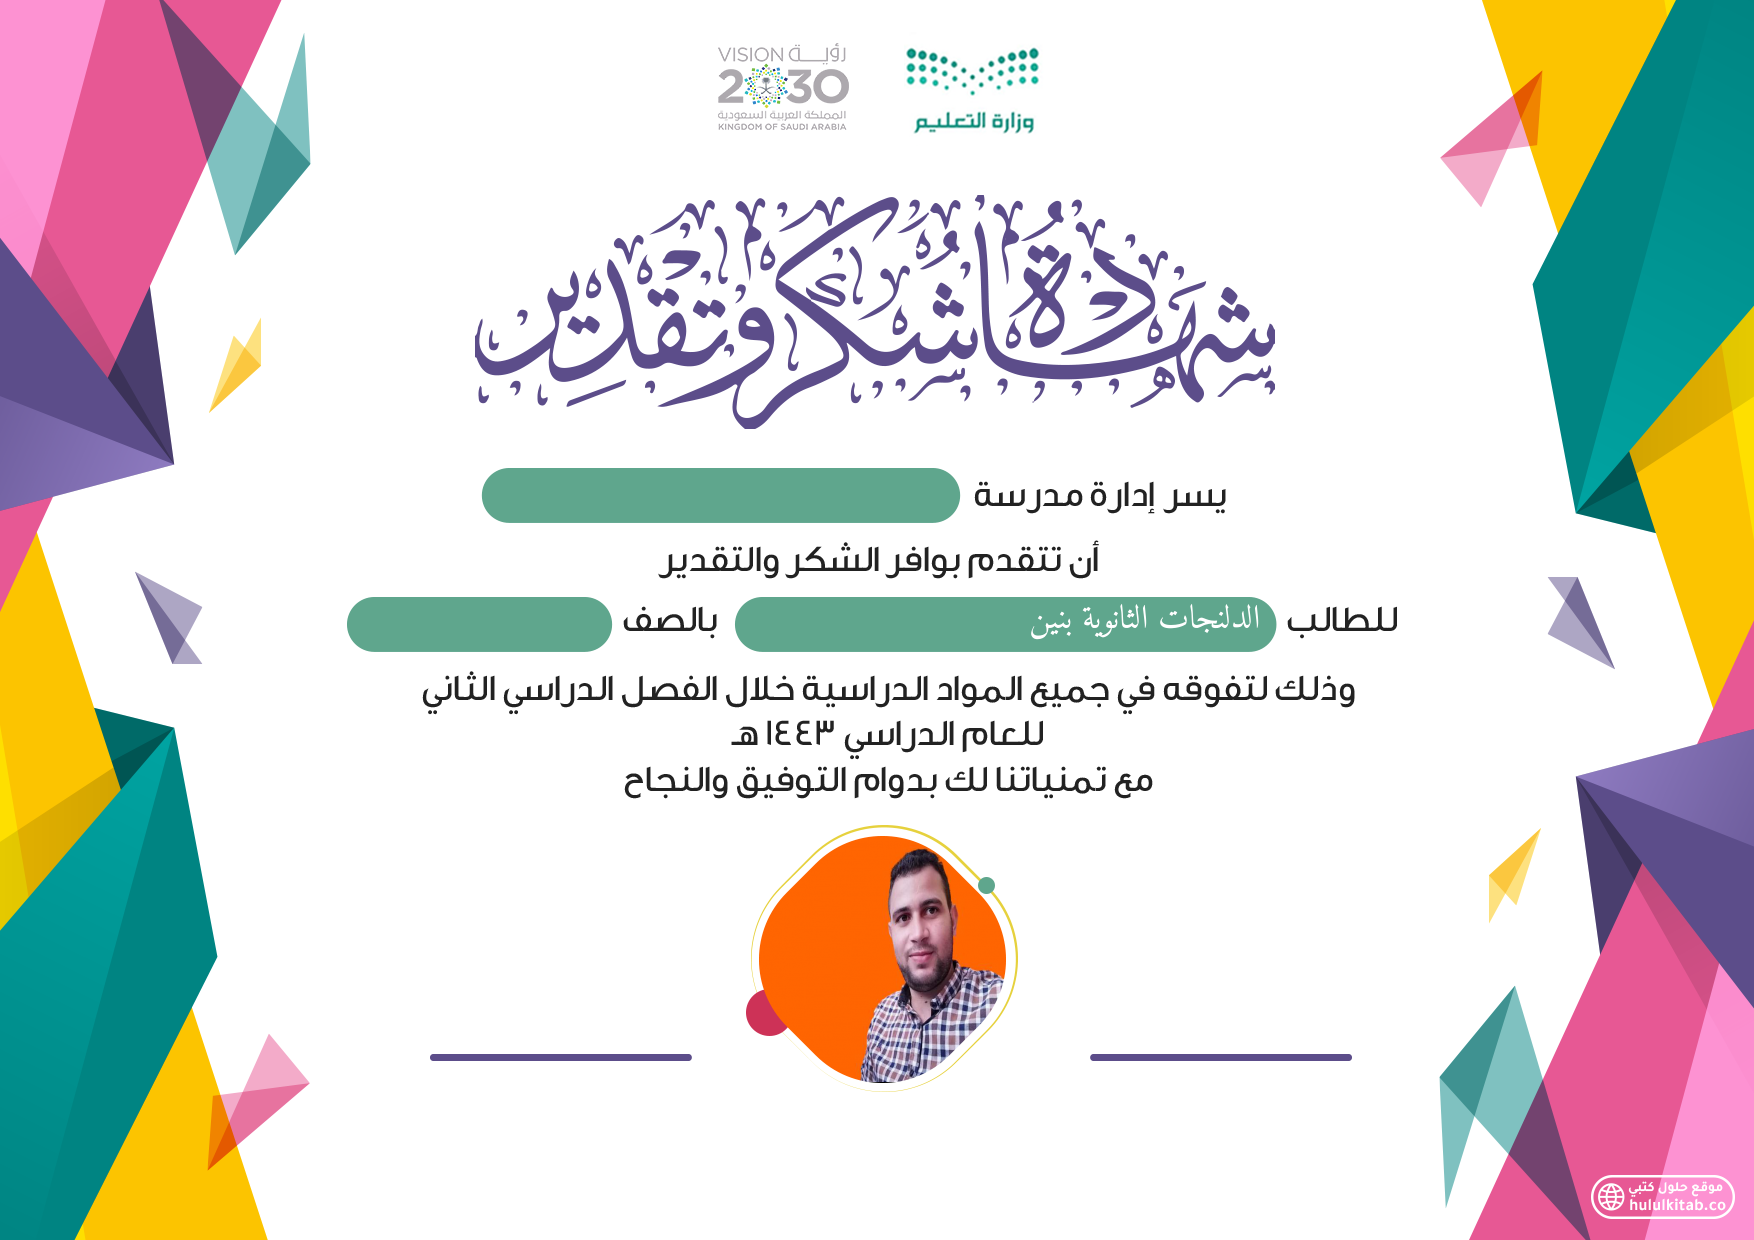 VISION رؤيـــة
2030
المملكة العربية السعودية
KINGDOM OF SAUDI ARABIA
وزارة التعليم
شهادة شكر وتقدير
يسر إدارة مدرسة
أن تتقدم بوافر الشكر والتقدير
للطالب الدلنجات الثانوية بنين بالصف
وذلك لتفوقه في جميع المواد الدراسية خلال الفصل الدراسي الثاني
للعام الدراسي ١٤٤٣ هـ
مع تمنياتنا لك بدوام التوفيق والنجاح
موقع حلول كتبي
hululkitab.co